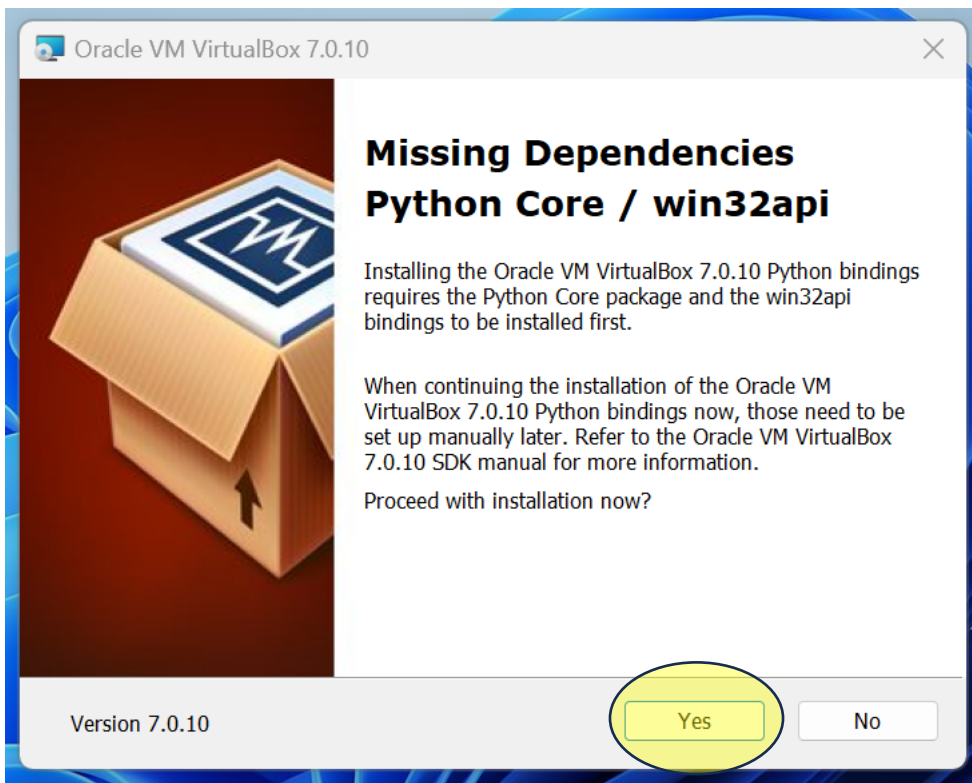 Oracle VM VirtualBox 7.0.10
Missing Dependencies
Python Core / win32api
Installing the Oracle VM VirtualBox 7.0.10 Python bindings
requires the Python Core package and the win32api
bindings to be installed first.
When continuing the installation of the Oracle VM
VirtualBox 7.0.10 Python bindings now, those need to be
set up manually later. Refer to the Oracle VM VirtualBox
7.0.10 SDK manual for more information.
Proceed with installation now?
Version 7.0.10
Yes
No